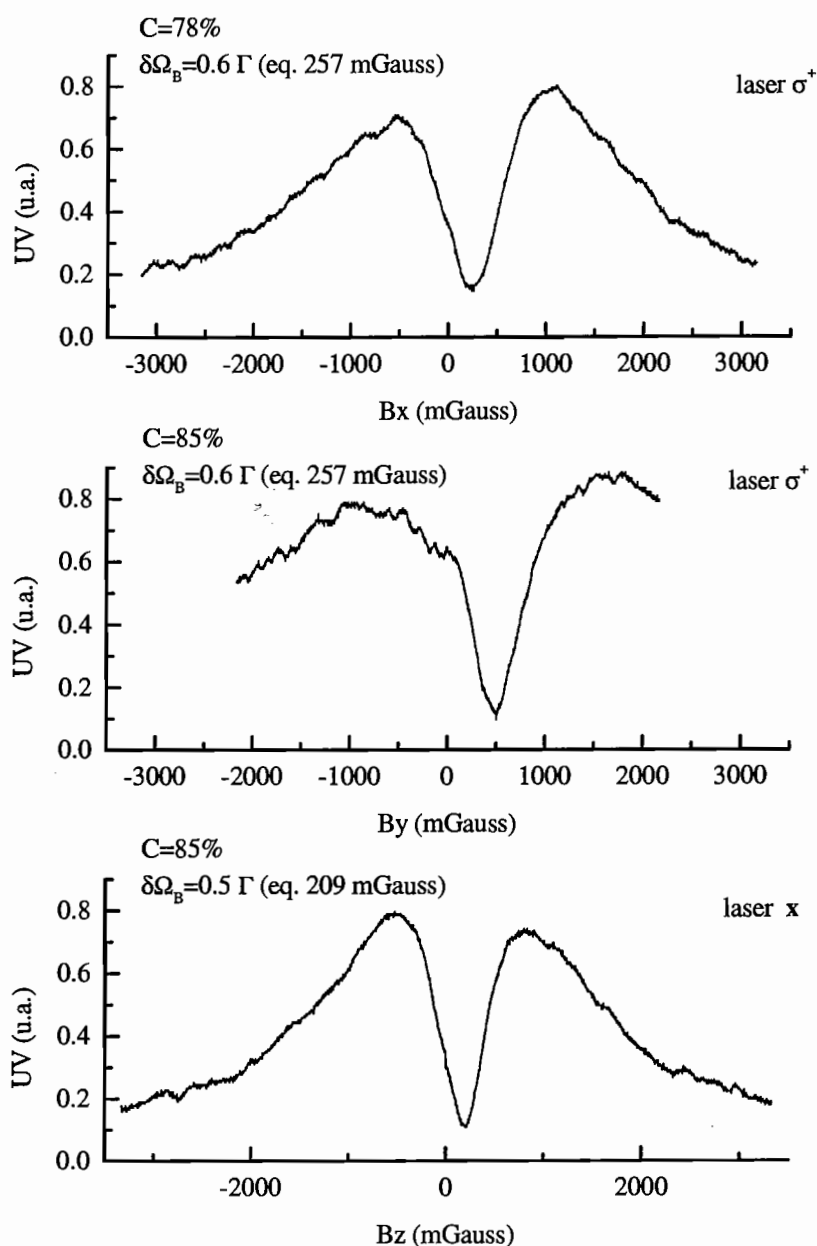 C=78%
δΩ_B=0.6 Γ (eq. 257 mGauss)
laser σ⁺
0.8
0.6
0.4
0.2
0.0
UV (u.a.)
-3000 -2000 -1000 0 1000 2000 3000
Bx (mGauss)
C=85%
δΩ_B=0.6 Γ (eq. 257 mGauss)
laser σ⁺
0.8
0.6
0.4
0.2
0.0
UV (u.a.)
-3000 -2000 -1000 0 1000 2000 3000
By (mGauss)
C=85%
δΩ_B=0.5 Γ (eq. 209 mGauss)
laser x
0.8
0.6
0.4
0.2
0.0
UV (u.a.)
-2000 0 2000
Bz (mGauss)